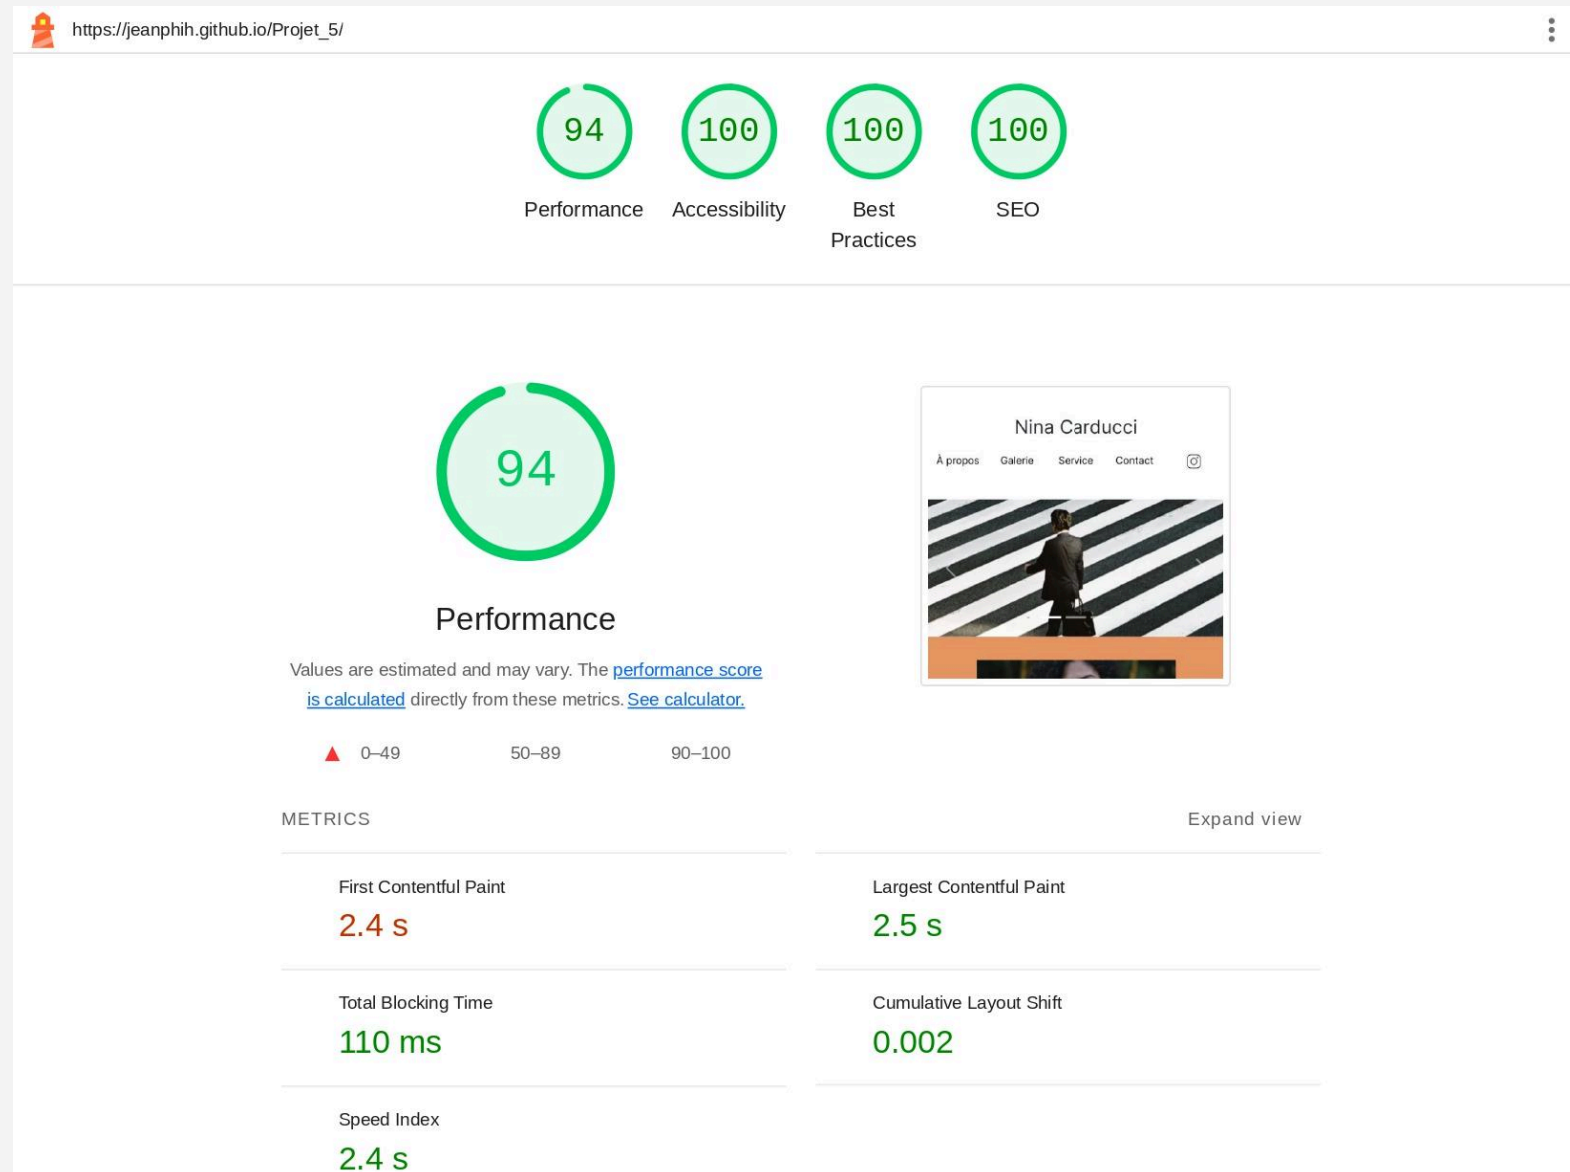 https://jeanphih.github.io/Projet_5/
94
100
100
100
Performance
Accessibility
Best
Practices
SEO
94
Performance
Values are estimated and may vary. The performance score
is calculated directly from these metrics. See calculator.
0–49
50–89
90–100
Nina Carducci
À propos
Galerie
Service
Contact
METRICS
Expand view
First Contentful Paint
2.4 s
Largest Contentful Paint
2.5 s
Total Blocking Time
110 ms
Cumulative Layout Shift
0.002
Speed Index
2.4 s